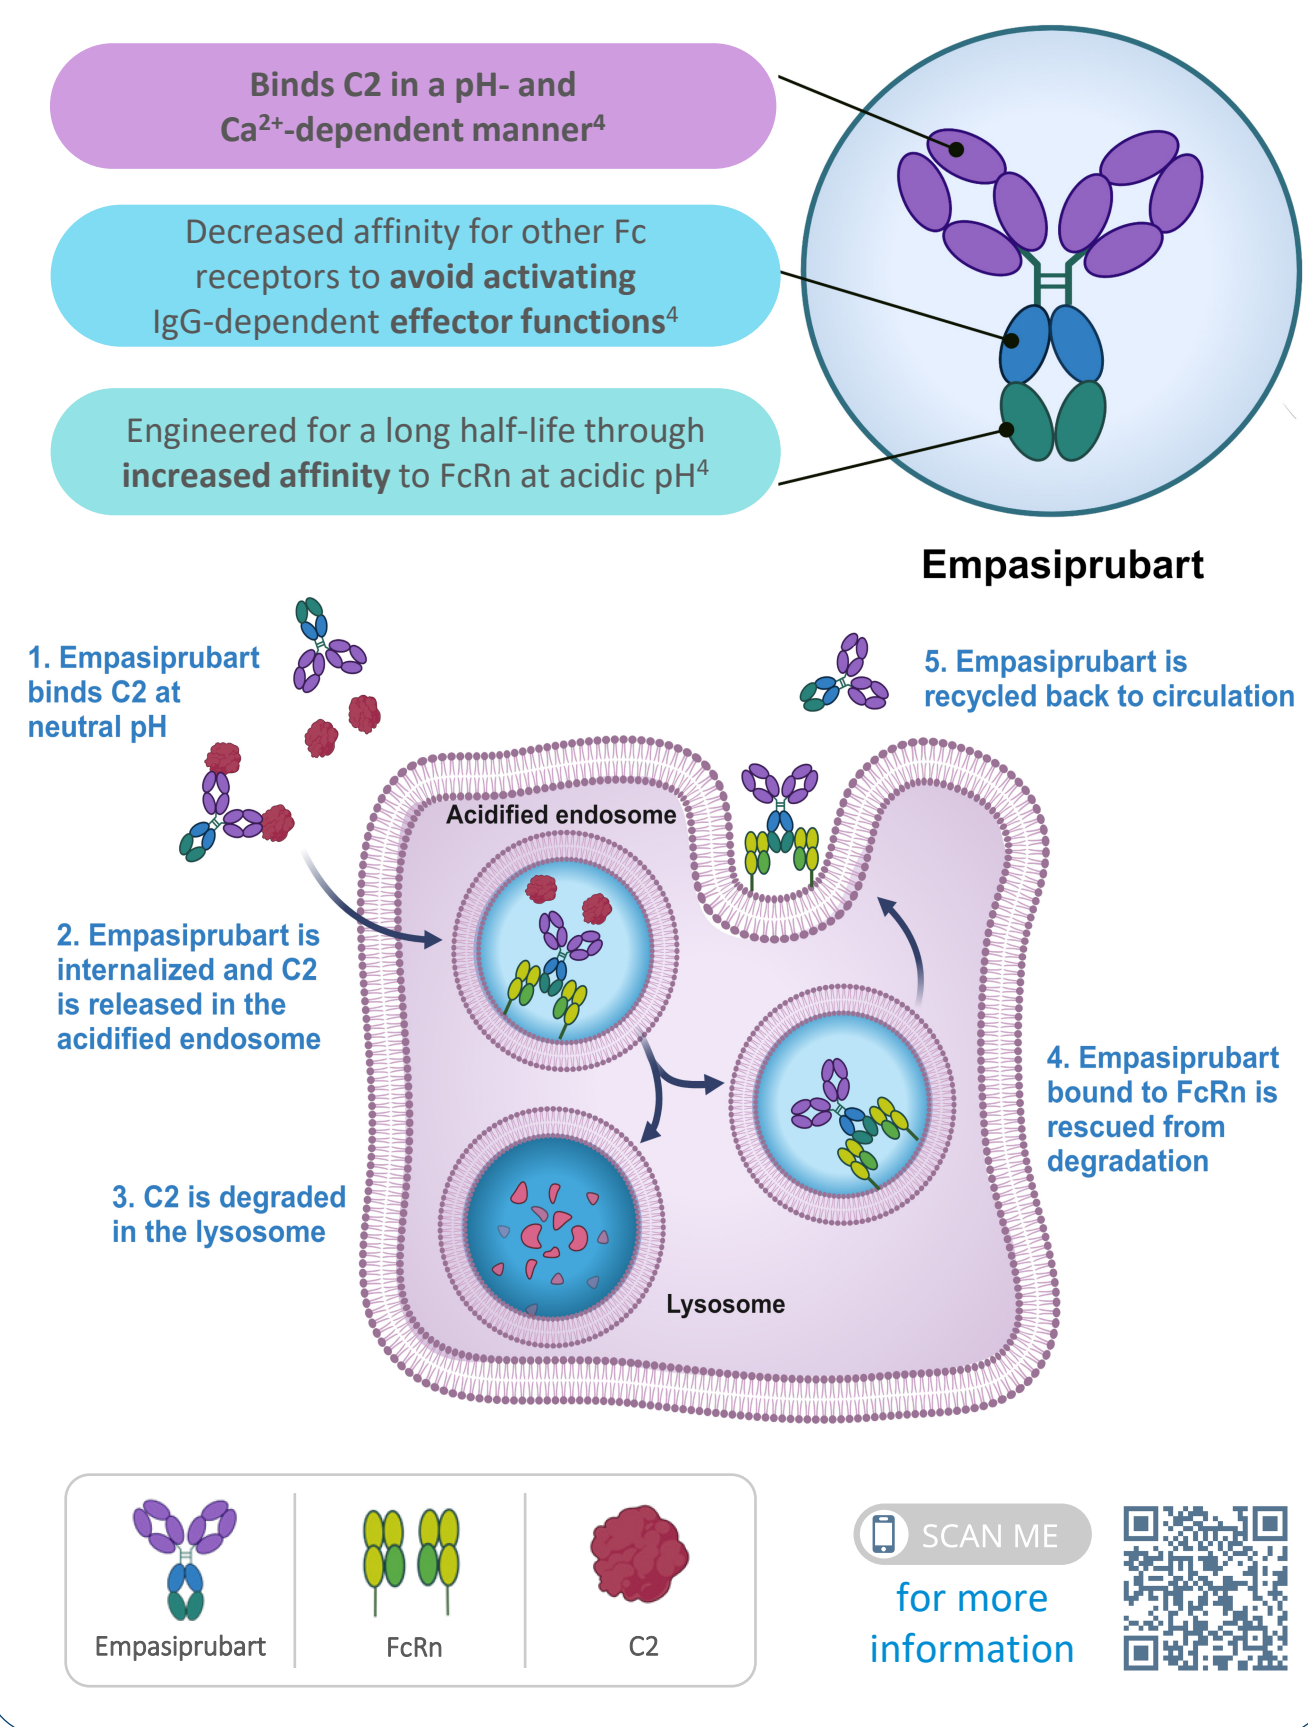 Binds C2 in a pH- and
Ca²⁺-dependent manner⁴
Decreased affinity for other Fc
receptors to avoid activating
IgG-dependent effector functions⁴
Engineered for a long half-life through
increased affinity to FcRn at acidic pH⁴
Empasiprubart
1. Empasiprubart
binds C2 at
neutral pH
5. Empasiprubart is
recycled back to circulation
Acidified endosome
2. Empasiprubart is
internalized and C2
is released in the
acidified endosome
4. Empasiprubart
bound to FcRn is
rescued from
degradation
3. C2 is degraded
in the lysosome
Lysosome
Empasiprubart
FcRn
C2
SCAN ME
for more
information